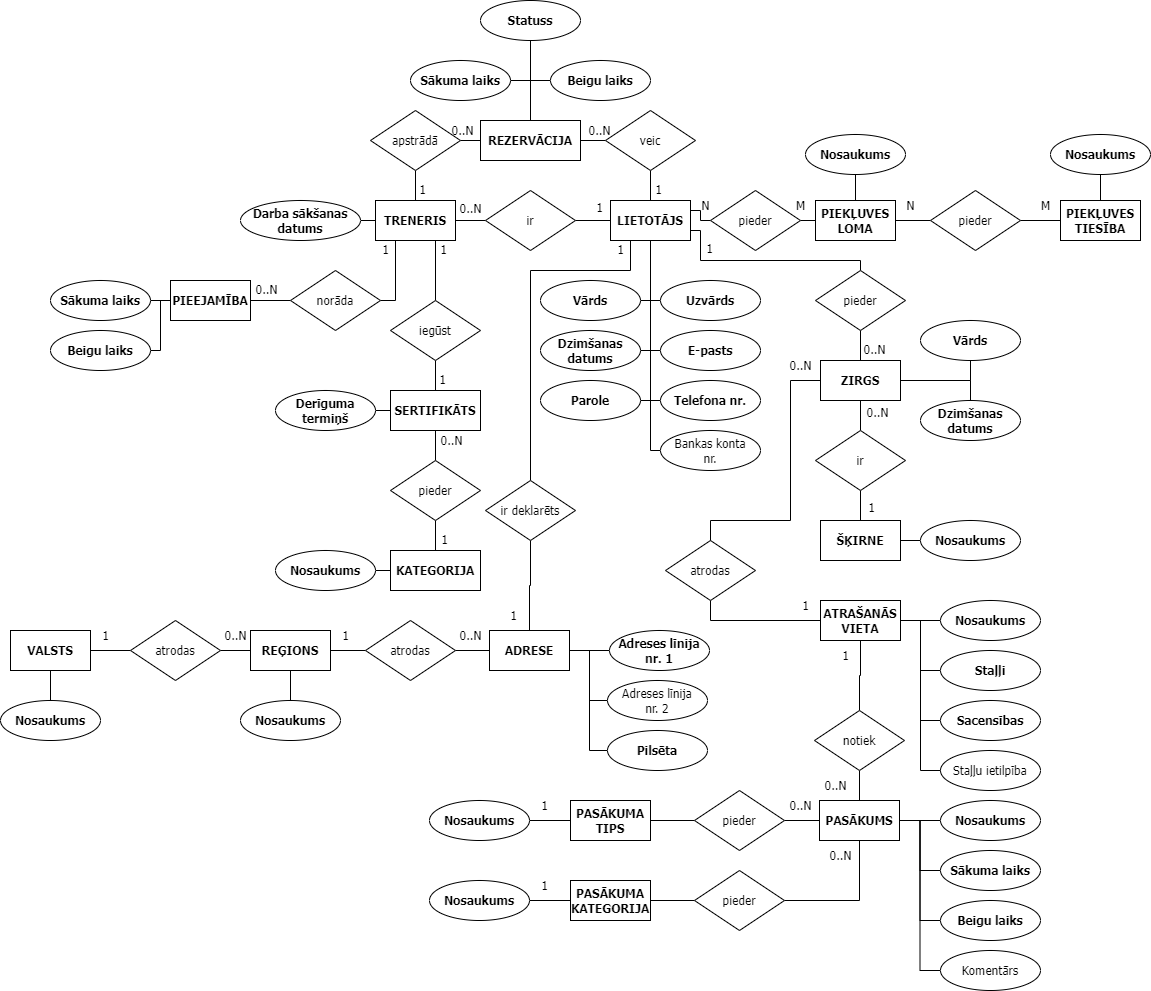 Statuss
Sākuma laiks
Beigu laiks
apstrādā
0..N
REZERVĀCIJA
0..N
veic
1
1
Nosaukums
Nosaukums
Darba sākšanas
datums
TRENERIS
0..N
ir
1
LIETOTĀJS
N
pieder
M
PIEKĻUVES
LOMA
N
pieder
M
PIEKĻUVES
TIESĪBA
1
1
1
1
Sākuma laiks
PIEEJAMĪBA
0..N
norāda
Beigu laiks
iegūst
1
Vārds
Uzvārds
Dzimšanas
datums
E-pasts
Parole
Telefona nr.
Bankas konta
nr.
pieder
0..N
0..N
ZIRGS
Vārds
Dzimšanas
datums
0..N
ir
1
ŠĶIRNE
Nosaukums
Derīguma
termiņš
SERTIFIKĀTS
0..N
pieder
1
Nosaukums
KATEGORIJA
ir deklarēts
1
atrodas
1
ATRAŠANĀS
VIETA
1
Nosaukums
Staļļi
Sacensības
Staļļu ietilpība
VALSTS
1
atrodas
0..N
REĢIONS
1
atrodas
0..N
ADRESE
Adreses līnija
nr. 1
Adreses līnija
nr. 2
Pilsēta
Nosaukums
Nosaukums
notiek
0..N
Nosaukums
1
PASĀKUMA
TIPS
pieder
0..N
PASĀKUMS
0..N
Nosaukums
Sākuma laiks
Beigu laiks
Komentārs
Nosaukums
1
PASĀKUMA
KATEGORIJA
pieder